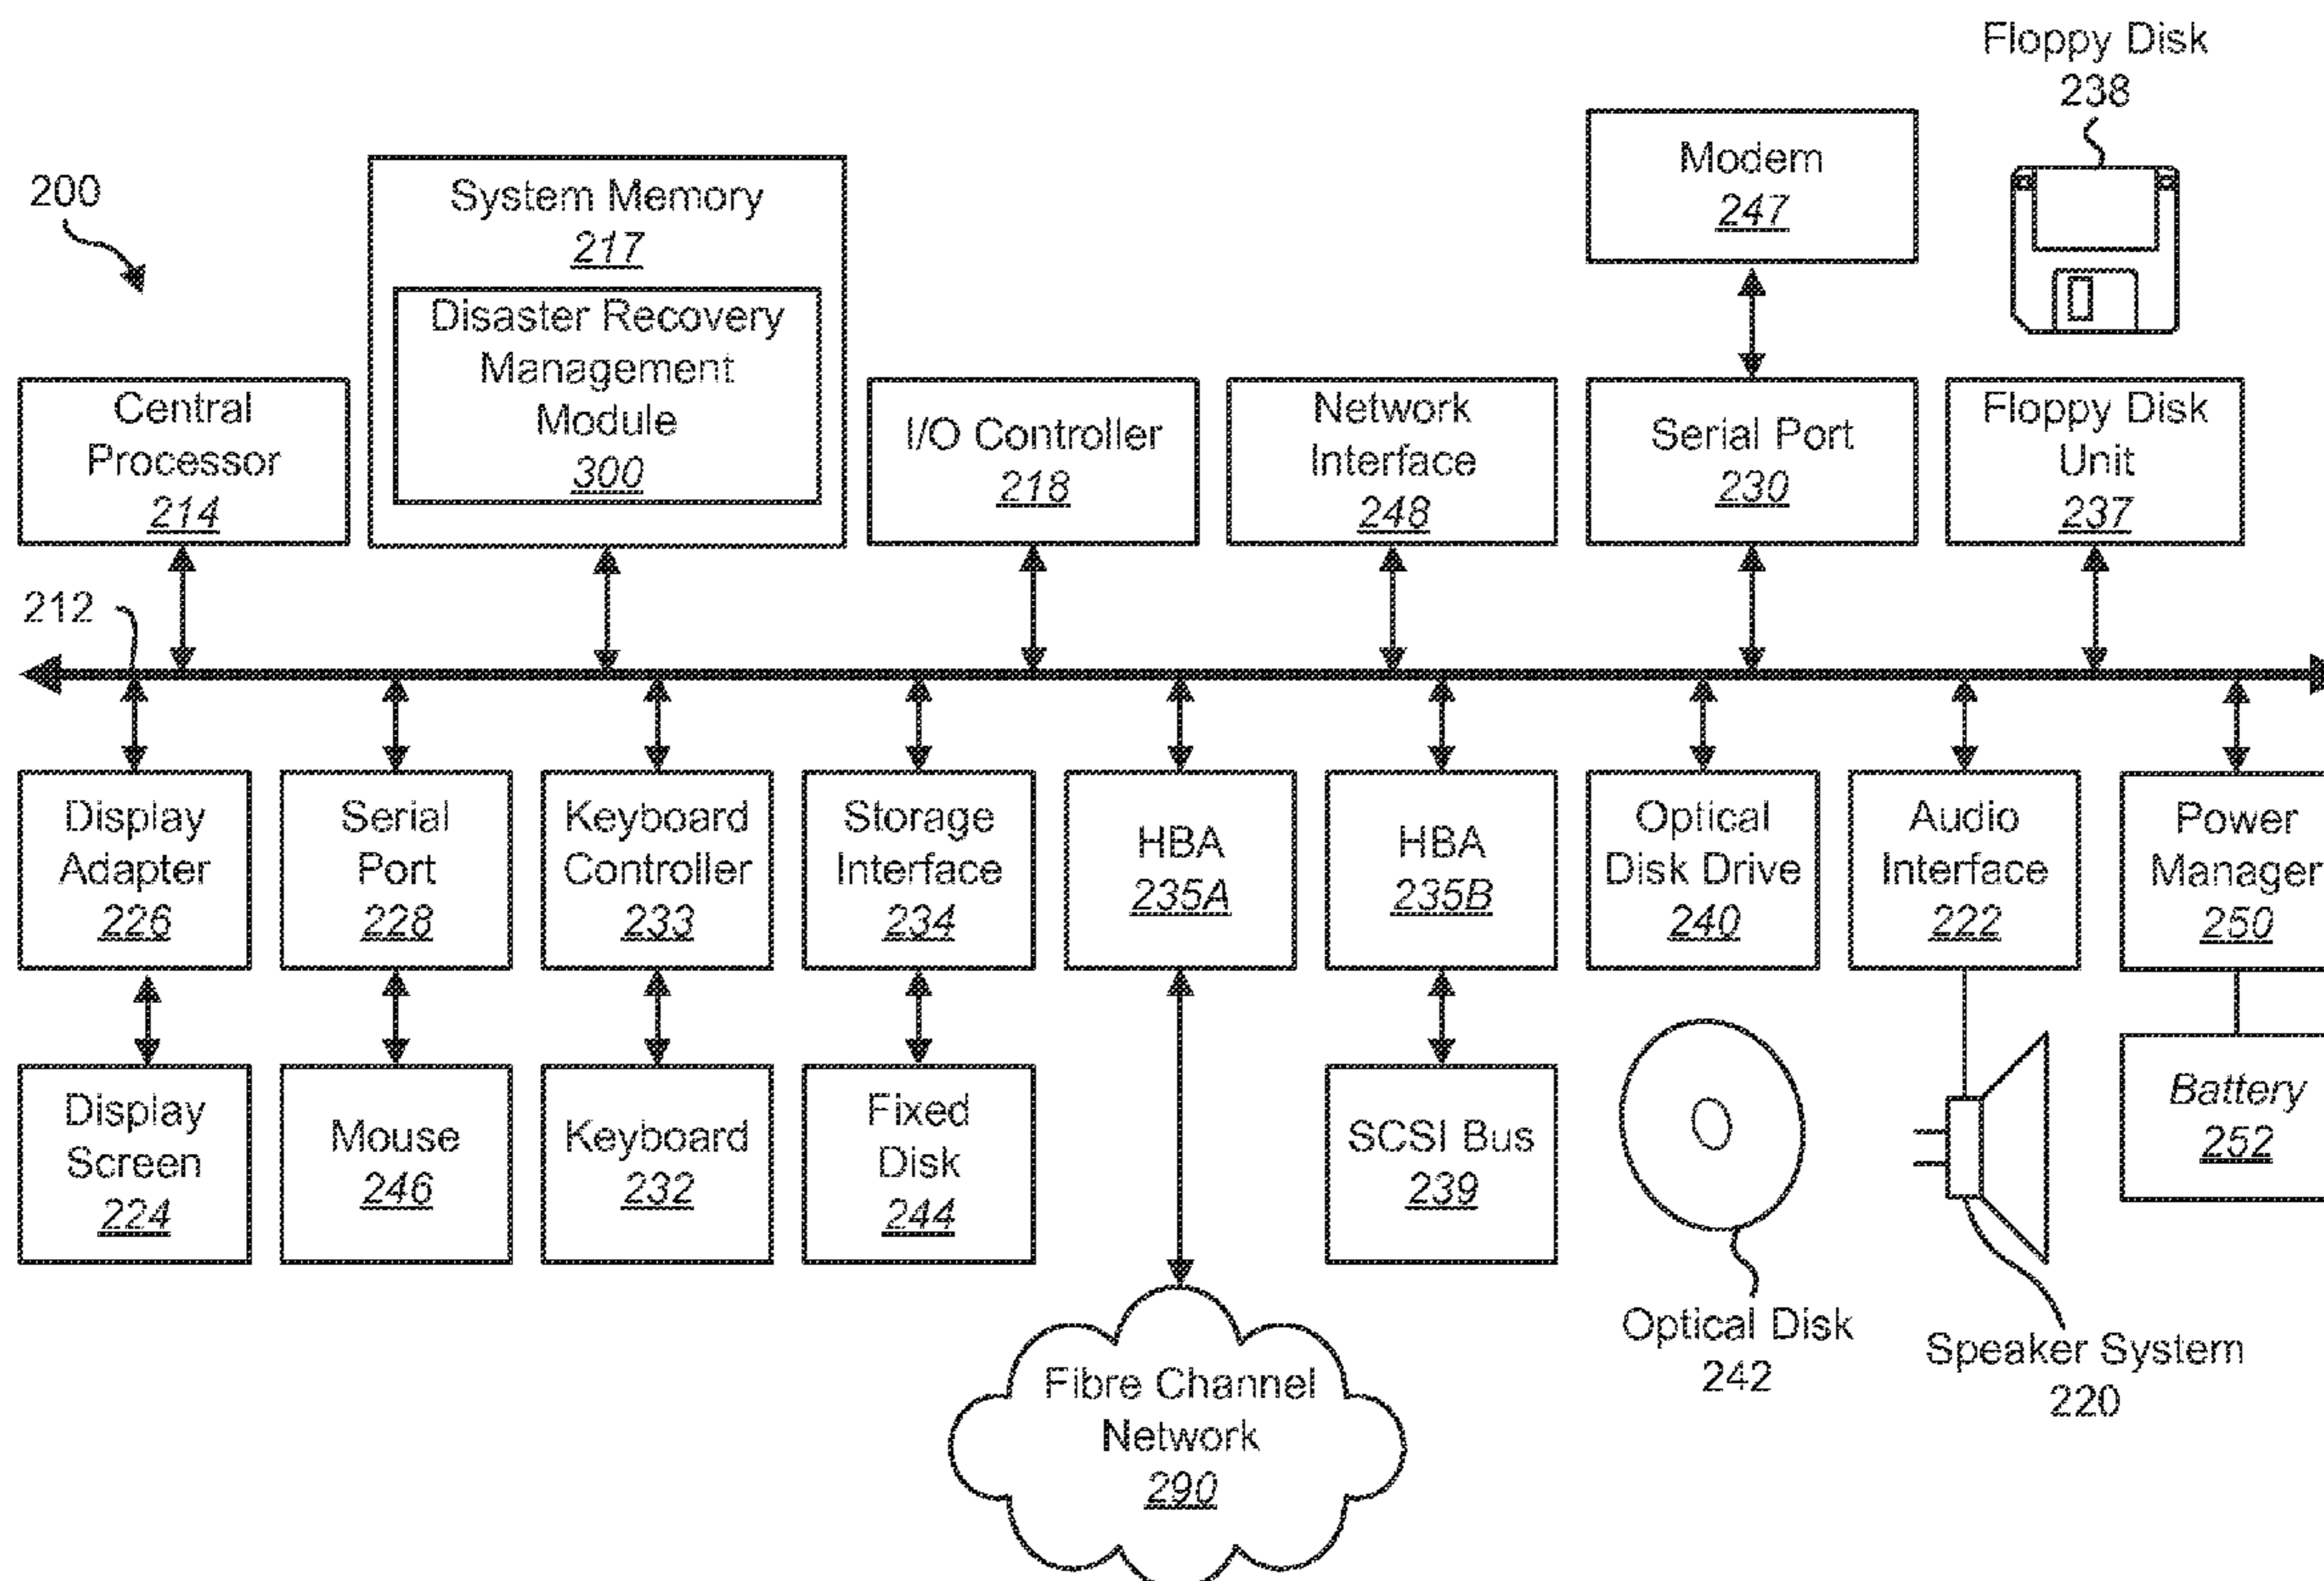 Floppy Disk
238
200
System Memory
217
Disaster Recovery
Management
Module
300
Modem
247
Central
Processor
214
I/O Controller
218
Network
Interface
248
Serial Port
230
Floppy Disk
Unit
237
212
Display
Adapter
226
Serial
Port
228
Keyboard
Controller
233
Storage
Interface
234
HBA
235A
HBA
235B
Optical
Disk Drive
240
Audio
Interface
222
Power
Manager
250
Display
Screen
224
Mouse
246
Keyboard
232
Fixed
Disk
244
SCSI Bus
239
Battery
252
Optical Disk
242
Speaker System
220
Fibre Channel
Network
290